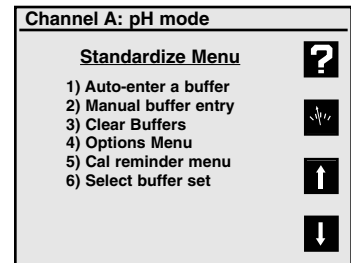 Channel A: pH mode
Standardize Menu
1) Auto-enter a buffer
2) Manual buffer entry
3) Clear Buffers
4) Options Menu
5) Cal reminder menu
6) Select buffer set
?